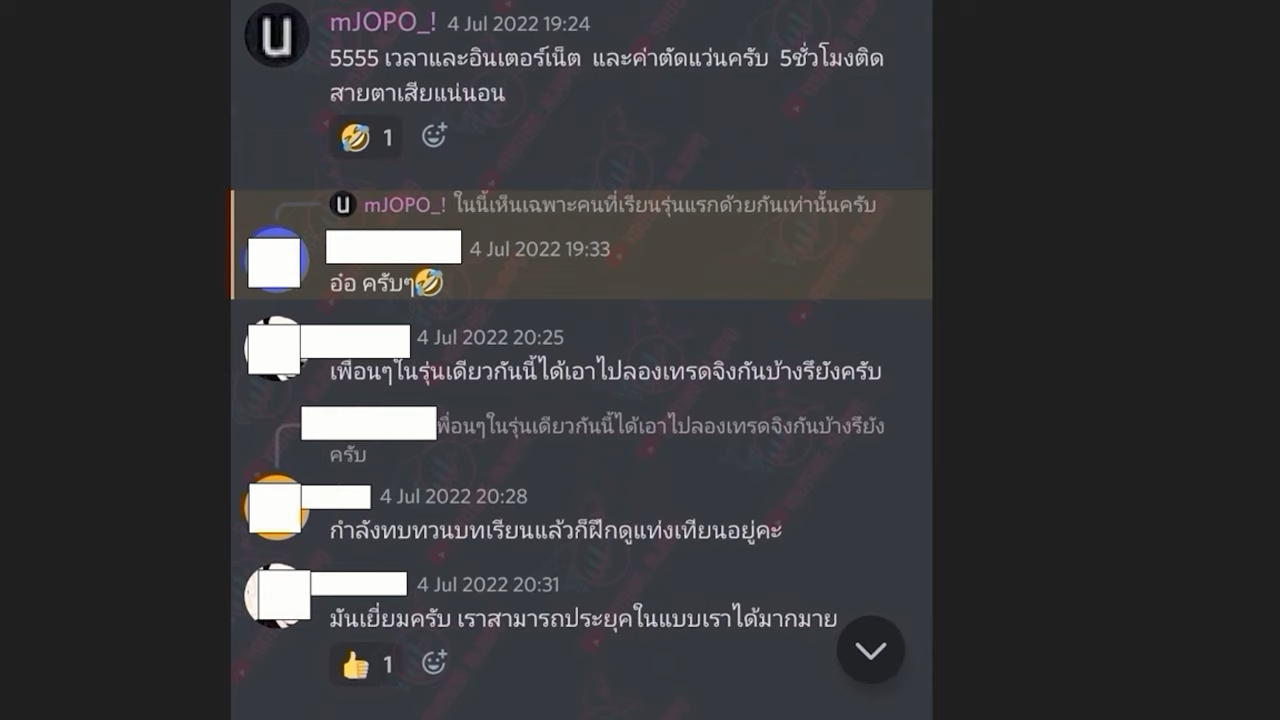 mJOPO_! 4 Jul 2022 19:24
5555 เวลาและอินเตอร์เน็ต และค่าตัดแว่นครับ 5ชั่วโมงติด
สายตาเสียแน่นอน
1
U mJOPO_! ในนี้เห็นเฉพาะคนที่เรียนรุ่นแรกด้วยกันเท่านั้นครับ
4 Jul 2022 19:33
อ๋อ ครับๆ
4 Jul 2022 20:25
เพื่อนๆในรุ่นเดียวกันนี้ได้เอาไปลองเทรดจิงกันบ้างรึยังครับ
พื่อนๆในรุ่นเดียวกันนี้ได้เอาไปลองเทรดจิงกันบ้างรึยัง
ครับ
4 Jul 2022 20:28
กำลังทบทวนบทเรียนแล้วก็ฝึกดูแท่งเทียนอยู่คะ
4 Jul 2022 20:31
มันเยี่ยมครับ เราสามารถประยุคในแบบเราได้มากมาย
1